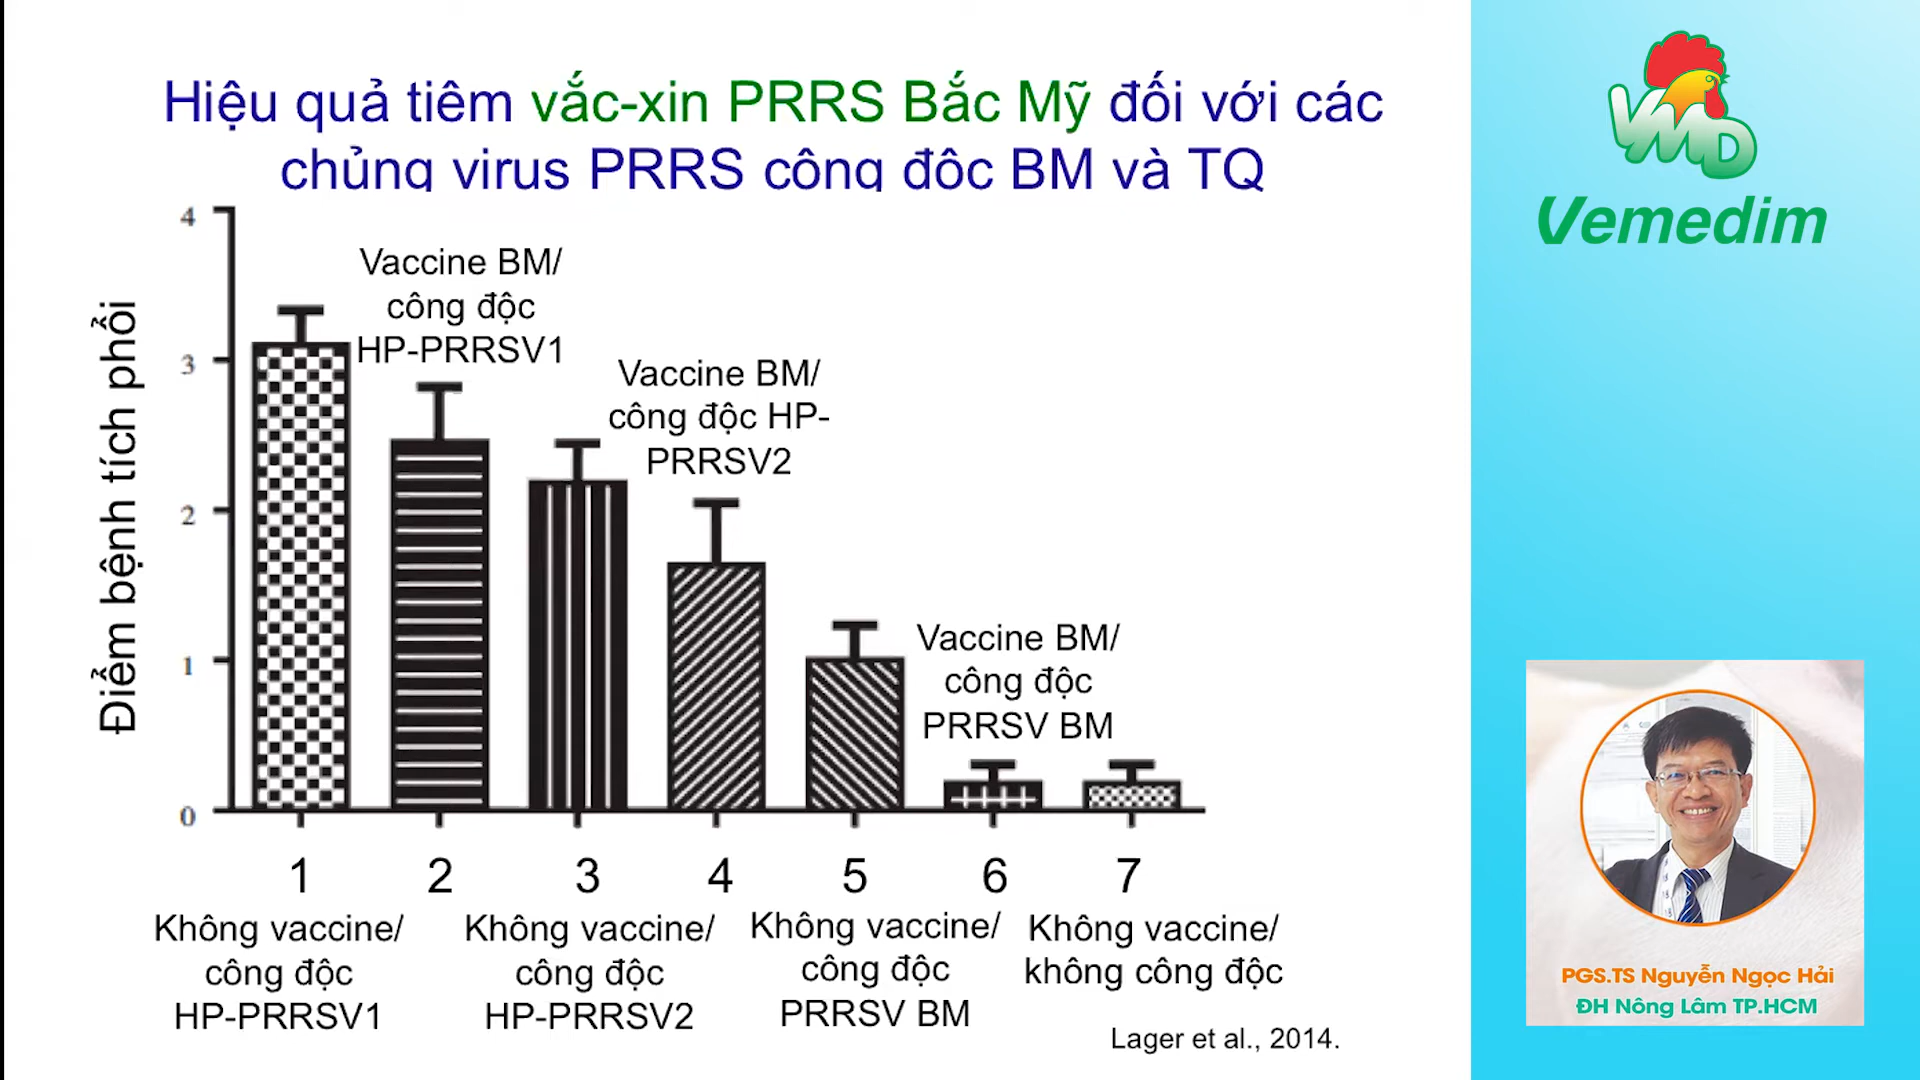 Hiệu quả tiêm vắc-xin PRRS Bắc Mỹ đối với các
chủng virus PRRS công độc BM và TQ
Điểm bệnh tích phổi
4
3
2
1
0
Vaccine BM/
công độc
HP-PRRSV1
Vaccine BM/
công độc HP-
PRRSV2
Vaccine BM/
công độc
PRRSV BM
1 2 3 4 5 6 7
Không vaccine/
công độc
HP-PRRSV1
Không vaccine/
công độc
HP-PRRSV2
Không vaccine/
công độc
PRRSV BM
Không vaccine/
không công độc
Lager et al., 2014.
VMD
Vemedim
PGS.TS Nguyễn Ngọc Hải
ĐH Nông Lâm TP.HCM